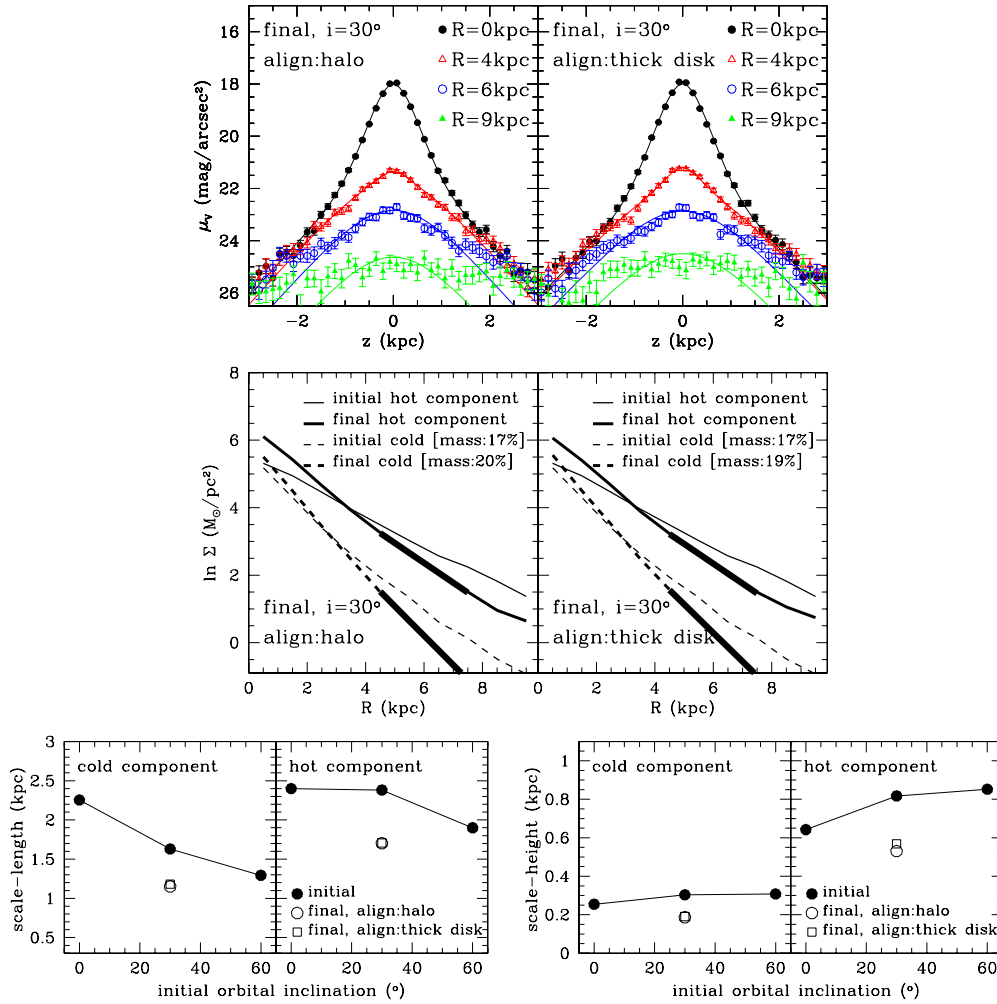 final, i=30°
align:halo
R=0kpc
R=4kpc
R=6kpc
R=9kpc
final, i=30°
align:thick disk
R=0kpc
R=4kpc
R=6kpc
R=9kpc
16
18
20
22
24
26
μᵥ (mag/arcsec²)
−2 0 2
−2 0 2
z (kpc)
z (kpc)
8
6
4
2
0
ln Σ (M⊙/pc²)
initial hot component
final hot component
initial cold [mass:17%]
final cold [mass:20%]
final, i=30°
align:halo
initial hot component
final hot component
initial cold [mass:17%]
final cold [mass:19%]
final, i=30°
align:thick disk
0 2 4 6 8
0 2 4 6 8
R (kpc)
R (kpc)
3
2.5
2
1.5
1
0.5
scale-length (kpc)
cold component
hot component
initial
final, align:halo
final, align:thick disk
0 20 40 60
0 20 40 60
initial orbital inclination (°)
1
0.8
0.6
0.4
0.2
0
scale-height (kpc)
cold component
hot component
initial
final, align:halo
final, align:thick disk
0 20 40 60
0 20 40 60
initial orbital inclination (°)